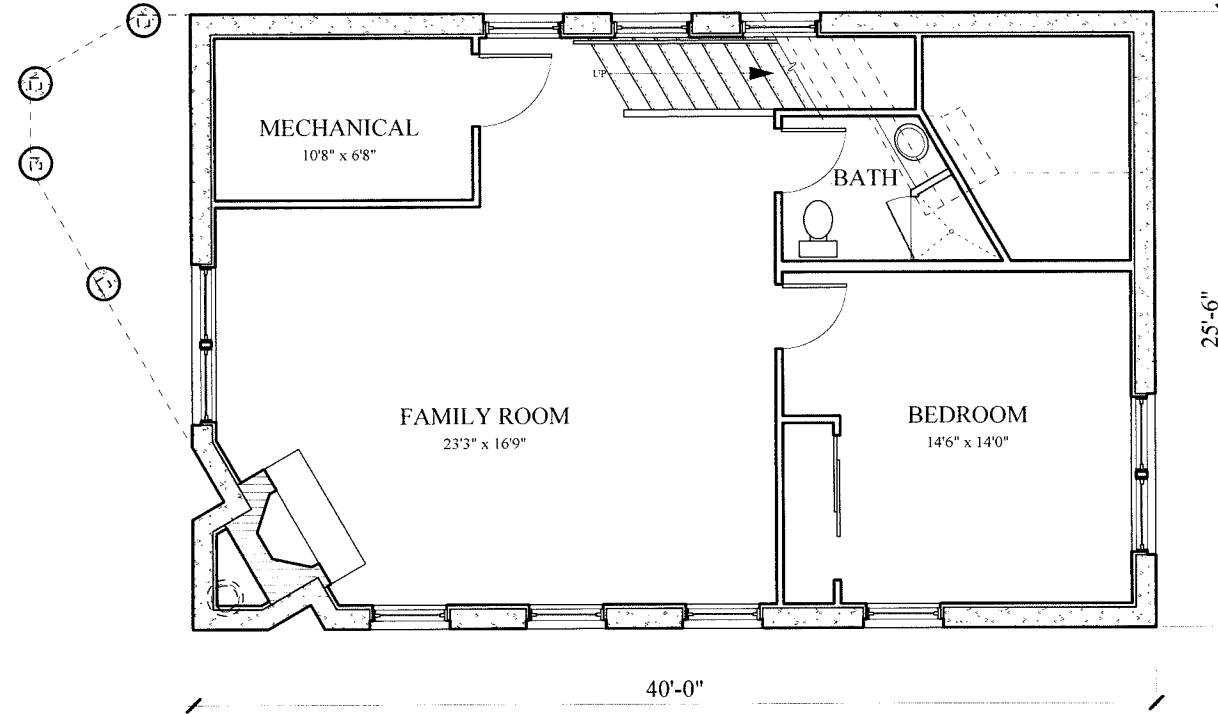 UP
MECHANICAL
10'8" x 6'8"
BATH
25'-6"
FAMILY ROOM
23'3" x 16'9"
BEDROOM
14'6" x 14'0"
40'-0"